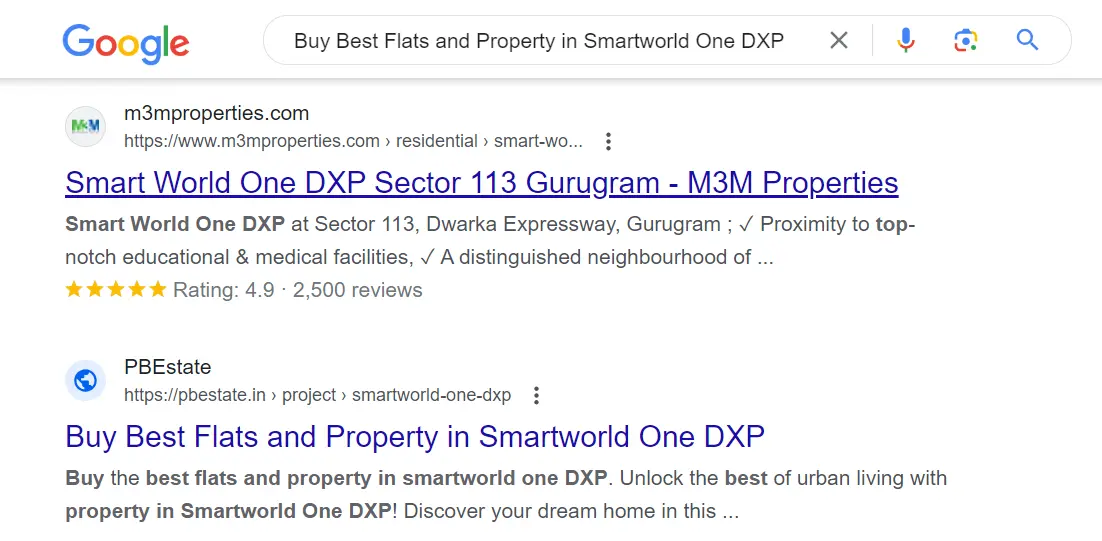 Google
Buy Best Flats and Property in Smartworld One DXP
M3M
m3mproperties.com
https://www.m3mproperties.com › residential › smart-wo...
Smart World One DXP Sector 113 Gurugram - M3M Properties
Smart World One DXP at Sector 113, Dwarka Expressway, Gurugram ; ✓ Proximity to top-
notch educational & medical facilities, ✓ A distinguished neighbourhood of ...
Rating: 4.9 · 2,500 reviews
PBEstate
https://pbestate.in › project › smartworld-one-dxp
Buy Best Flats and Property in Smartworld One DXP
Buy the best flats and property in smartworld one DXP. Unlock the best of urban living with
property in Smartworld One DXP! Discover your dream home in this ...